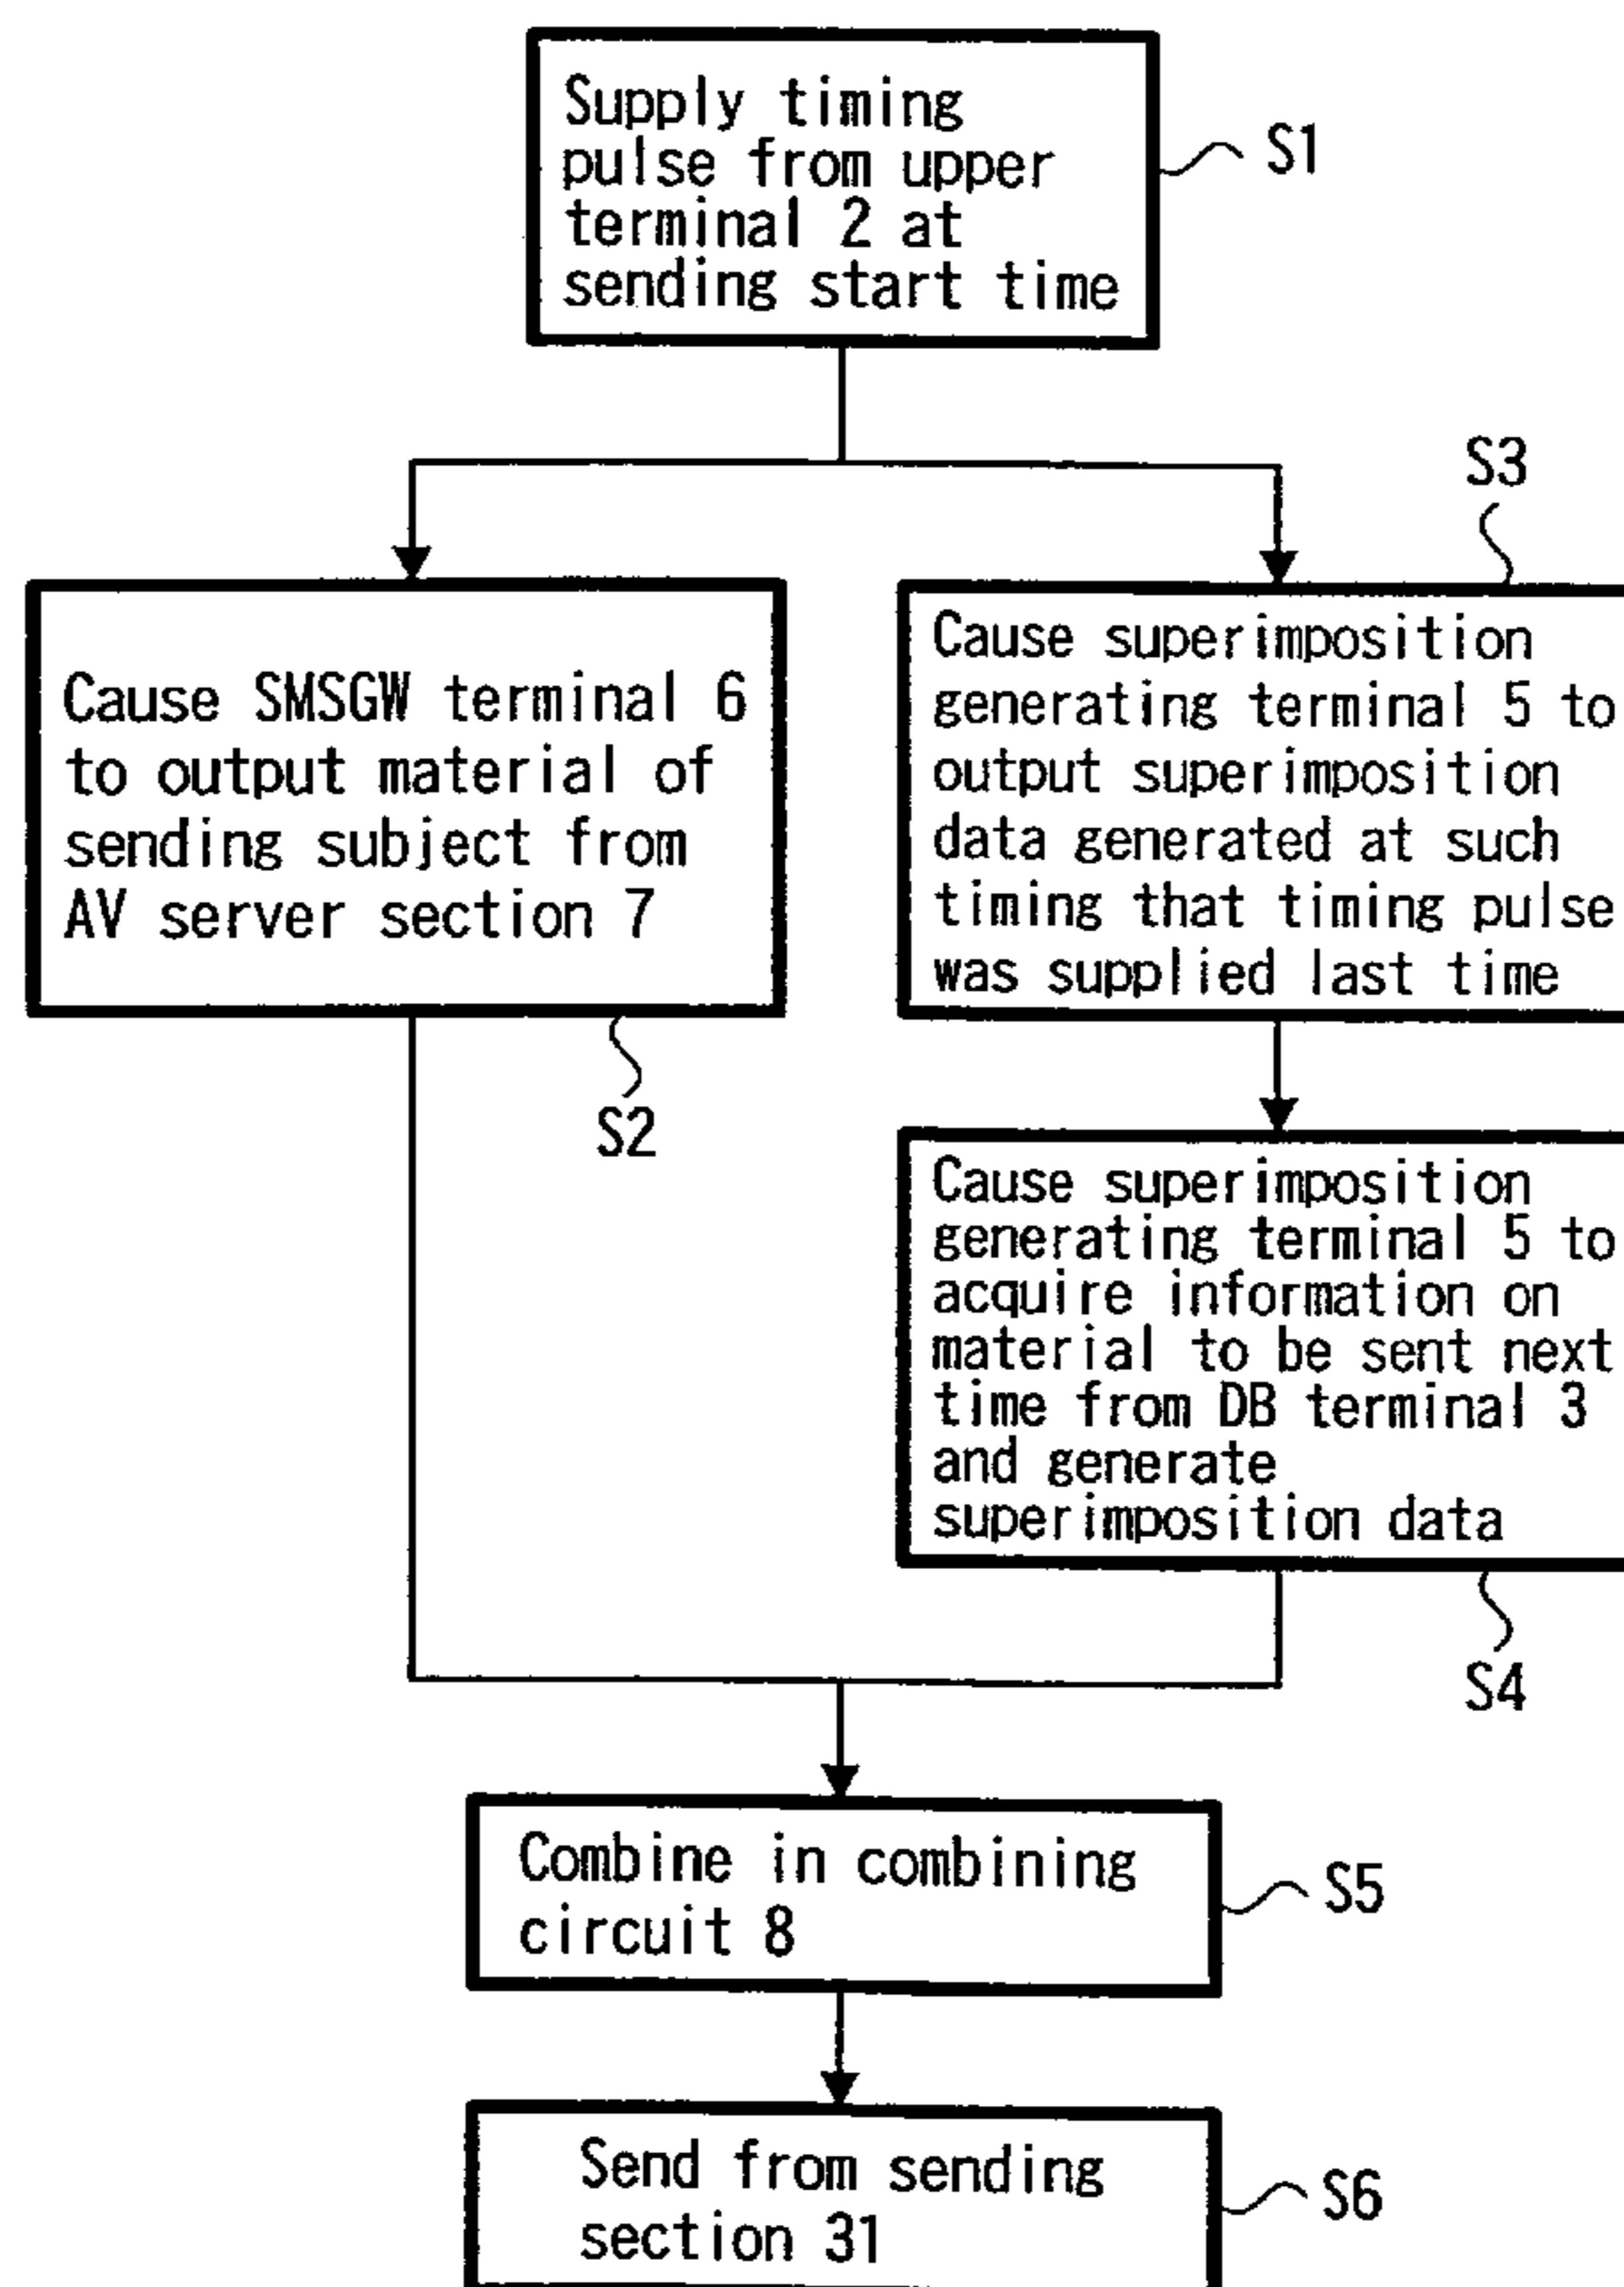 Supply timing
pulse from upper
terminal 2 at
sending start time
S1
Cause SMSGW terminal 6
to output material of
sending subject from
AV server section 7
S2
S3
Cause superimposition
generating terminal 5 to
output superimposition
data generated at such
timing that timing pulse
was supplied last time
Cause superimposition
generating terminal 5 to
acquire information on
material to be sent next
time from DB terminal 3
and generate
superimposition data
S4
Combine in combining
circuit 8
S5
Send from sending
section 31
S6